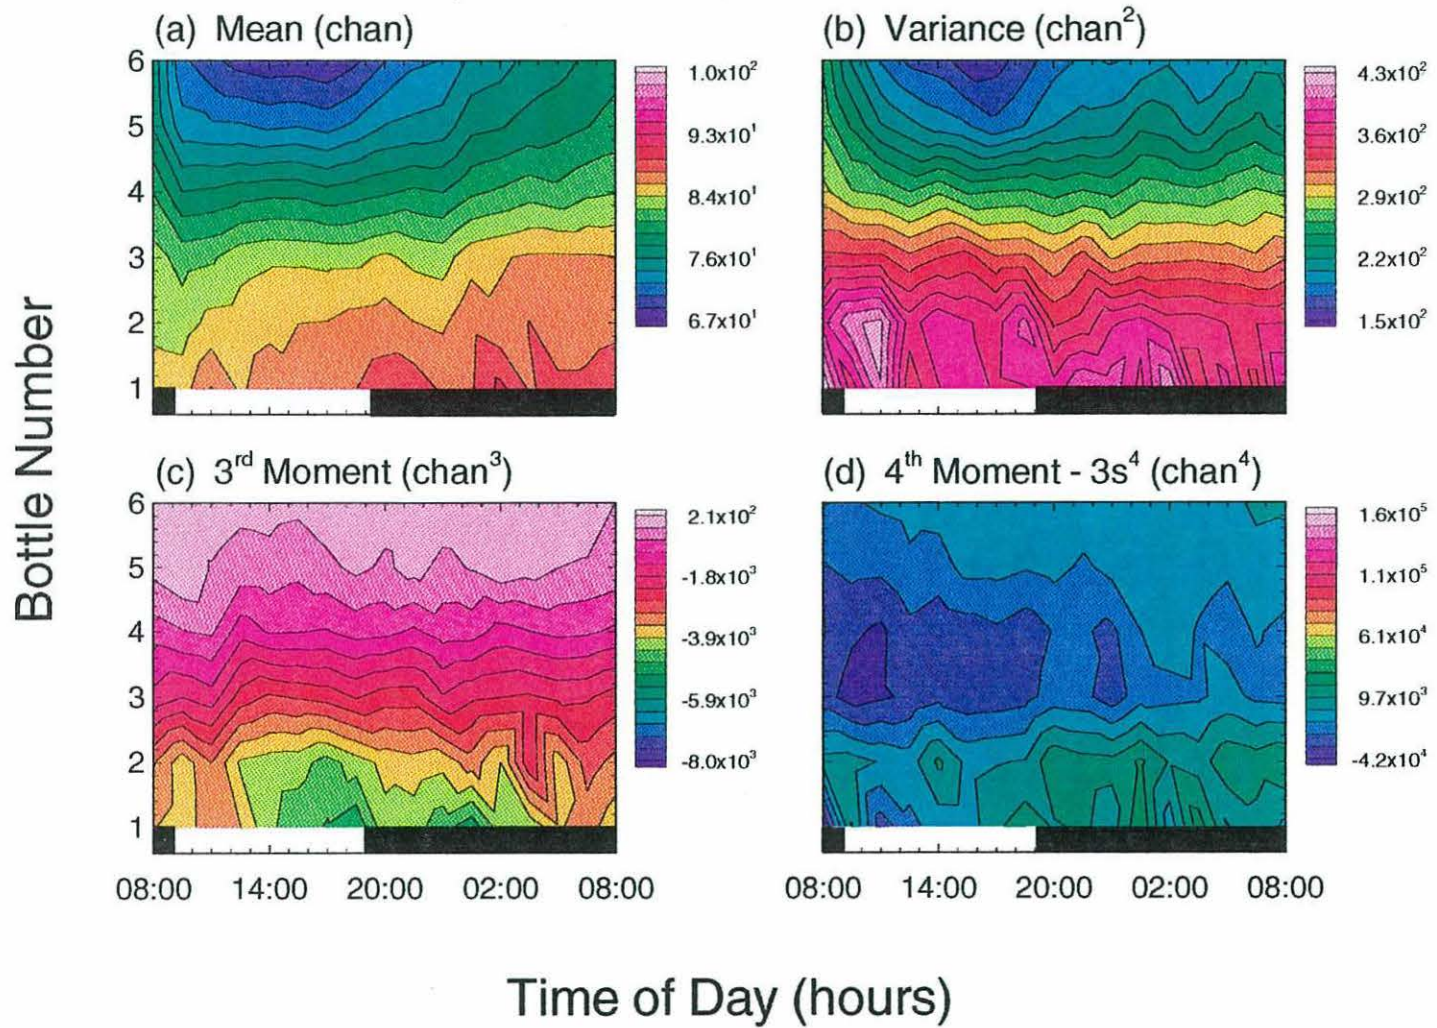 (a) Mean (chan)
(b) Variance (chan²)
6
5
4
3
2
1
1.0x10²
9.3x10¹
8.4x10¹
7.6x10¹
6.7x10¹
4.3x10²
3.6x10²
2.9x10²
2.2x10²
1.5x10²
Bottle Number
(c) 3ʳᵈ Moment (chan³)
(d) 4ᵗʰ Moment - 3s⁴ (chan⁴)
6
5
4
3
2
1
2.1x10²
-1.8x10³
-3.9x10³
-5.9x10³
-8.0x10³
1.6x10⁵
1.1x10⁵
6.1x10⁴
9.7x10³
-4.2x10⁴
08:00 14:00 20:00 02:00 08:00
08:00 14:00 20:00 02:00 08:00
Time of Day (hours)